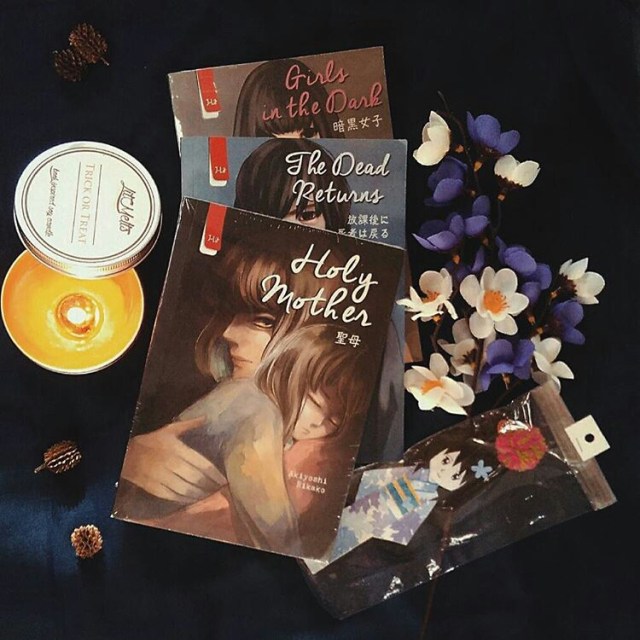 Girls
in the Dark
暗黒女子
The Dead
Returns
放課後に
死者は戻る
Holy
Mother
聖母
Akiyoshi
Rikako
TRICK OR TREAT